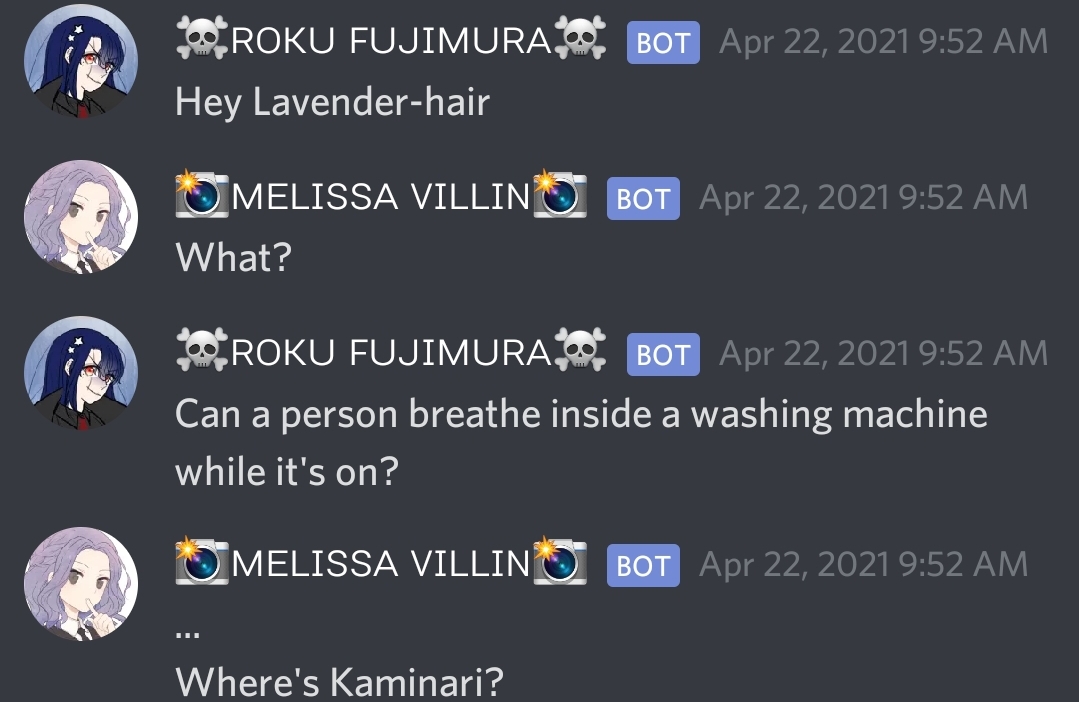 ☠️ROKU FUJIMURA☠️ BOT Apr 22, 2021 9:52 AM
Hey Lavender-hair
📸MELISSA VILLIN📸 BOT Apr 22, 2021 9:52 AM
What?
☠️ROKU FUJIMURA☠️ BOT Apr 22, 2021 9:52 AM
Can a person breathe inside a washing machine
while it's on?
📸MELISSA VILLIN📸 BOT Apr 22, 2021 9:52 AM
...
Where's Kaminari?